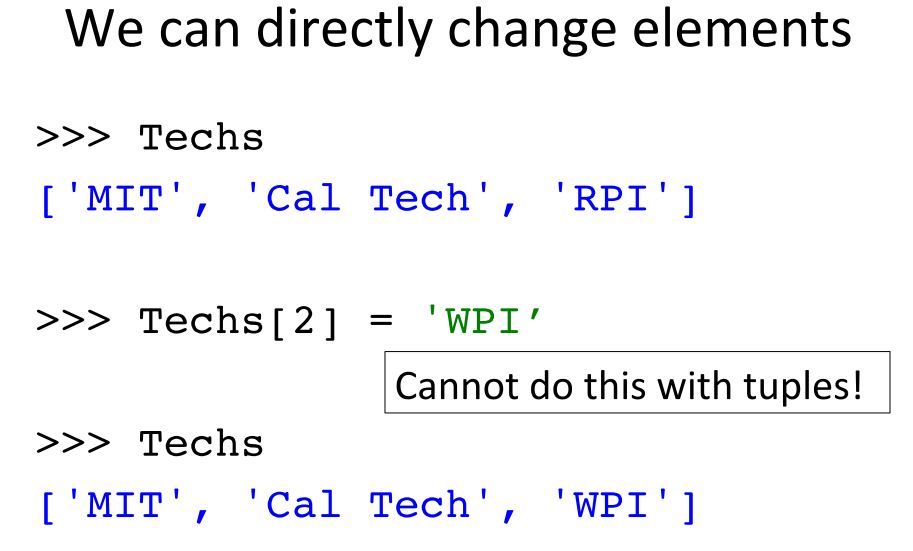 We can directly change elements
>>> Techs
['MIT', 'Cal Tech', 'RPI']
>>> Techs[2] = 'WPI’
Cannot do this with tuples!
>>> Techs
['MIT', 'Cal Tech', 'WPI']